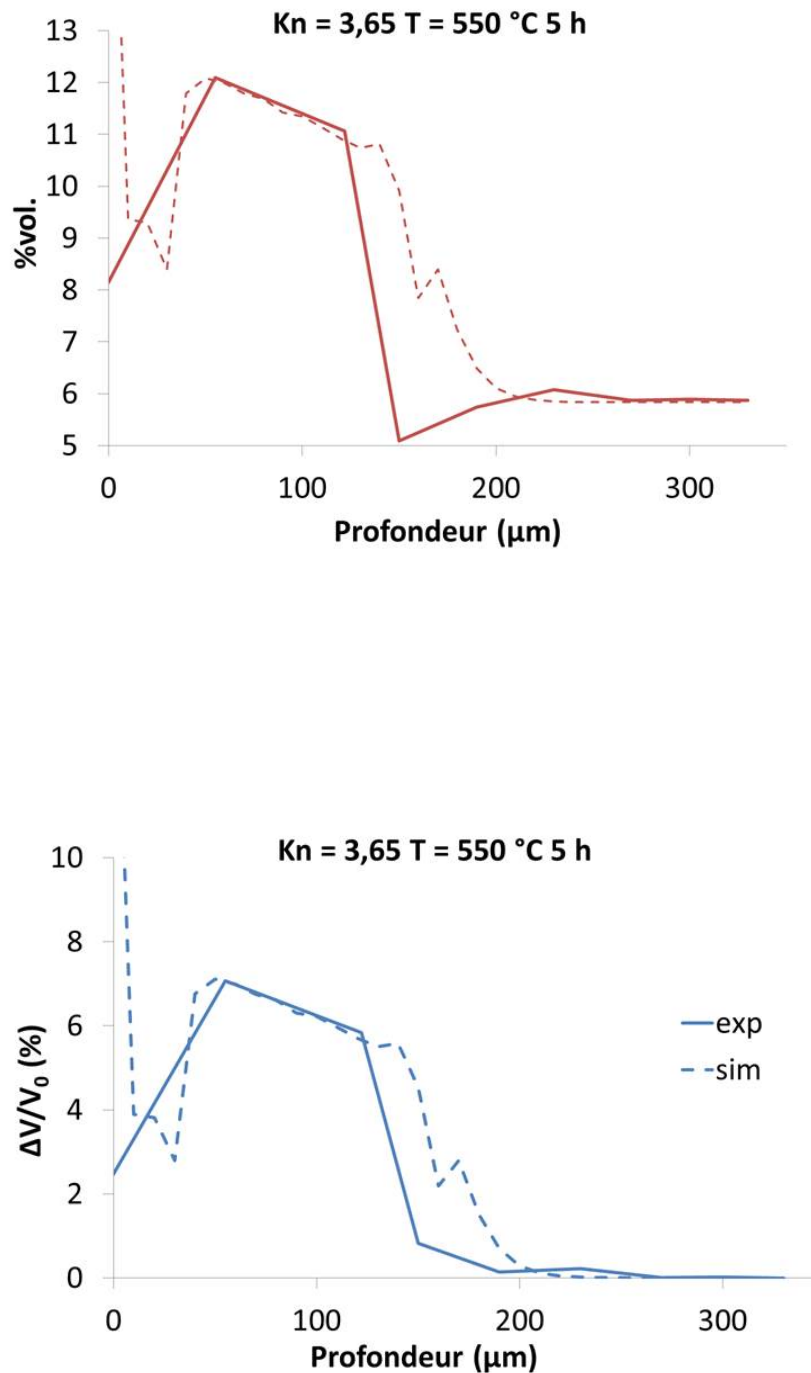 Kn = 3,65 T = 550 °C 5 h
13
12
11
10
9
8
7
6
5
%vol.
0 100 200 300
Profondeur (µm)
Kn = 3,65 T = 550 °C 5 h
10
8
6
4
2
0
ΔV/V₀ (%)
exp
sim
0 100 200 300
Profondeur (µm)